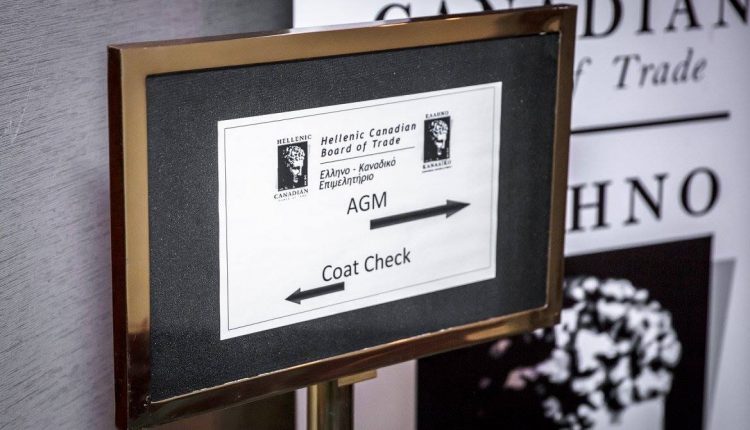 HELLENIC
CANADIAN
Hellenic Canadian
Board of Trade
Ελληνο - Καναδικό
Επιμελητήριο
ΕΛΛΗΝΟ
ΚΑΝΑΔΙΚΟ
AGM
Coat Check
CANADIAN
of Trade
ΗΝΟ